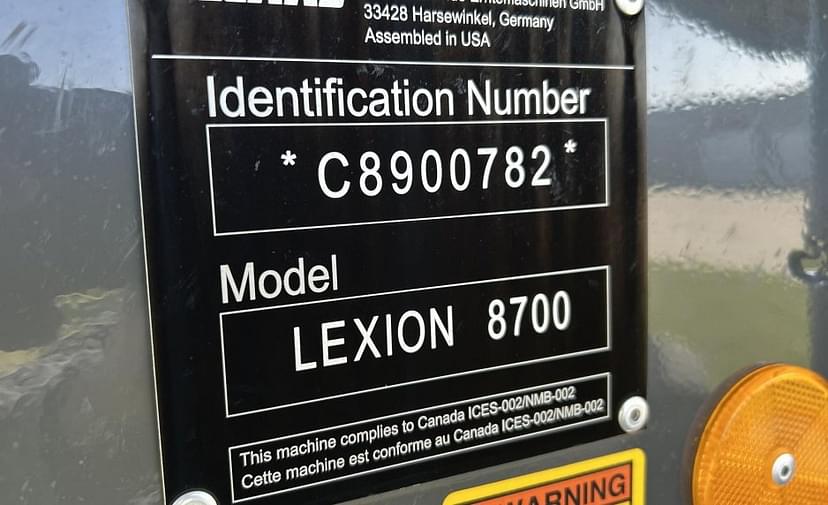 GmbH
33428 Harsewinkel, Germany
Assembled in USA
Identification Number
*C8900782*
Model
LEXION 8700
This machine complies to Canada ICES-002/NMB-002
Cette machine est conforme au Canada ICES-002/NMB-002
WARNING